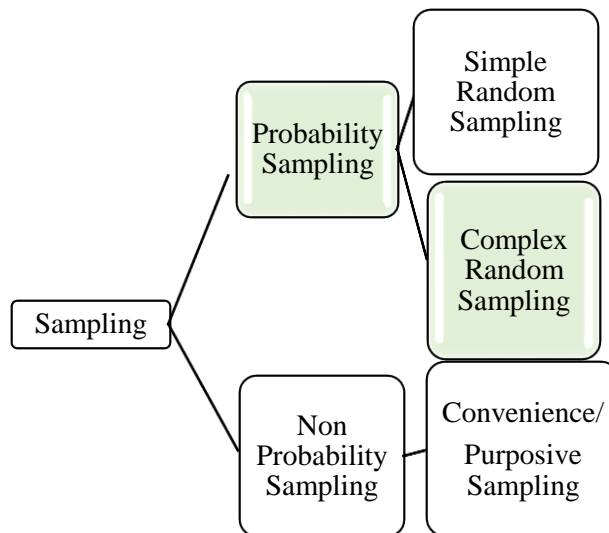 Simple
Random
Sampling
Probability
Sampling
Complex
Random
Sampling
Sampling
Non
Probability
Sampling
Convenience/
Purposive
Sampling